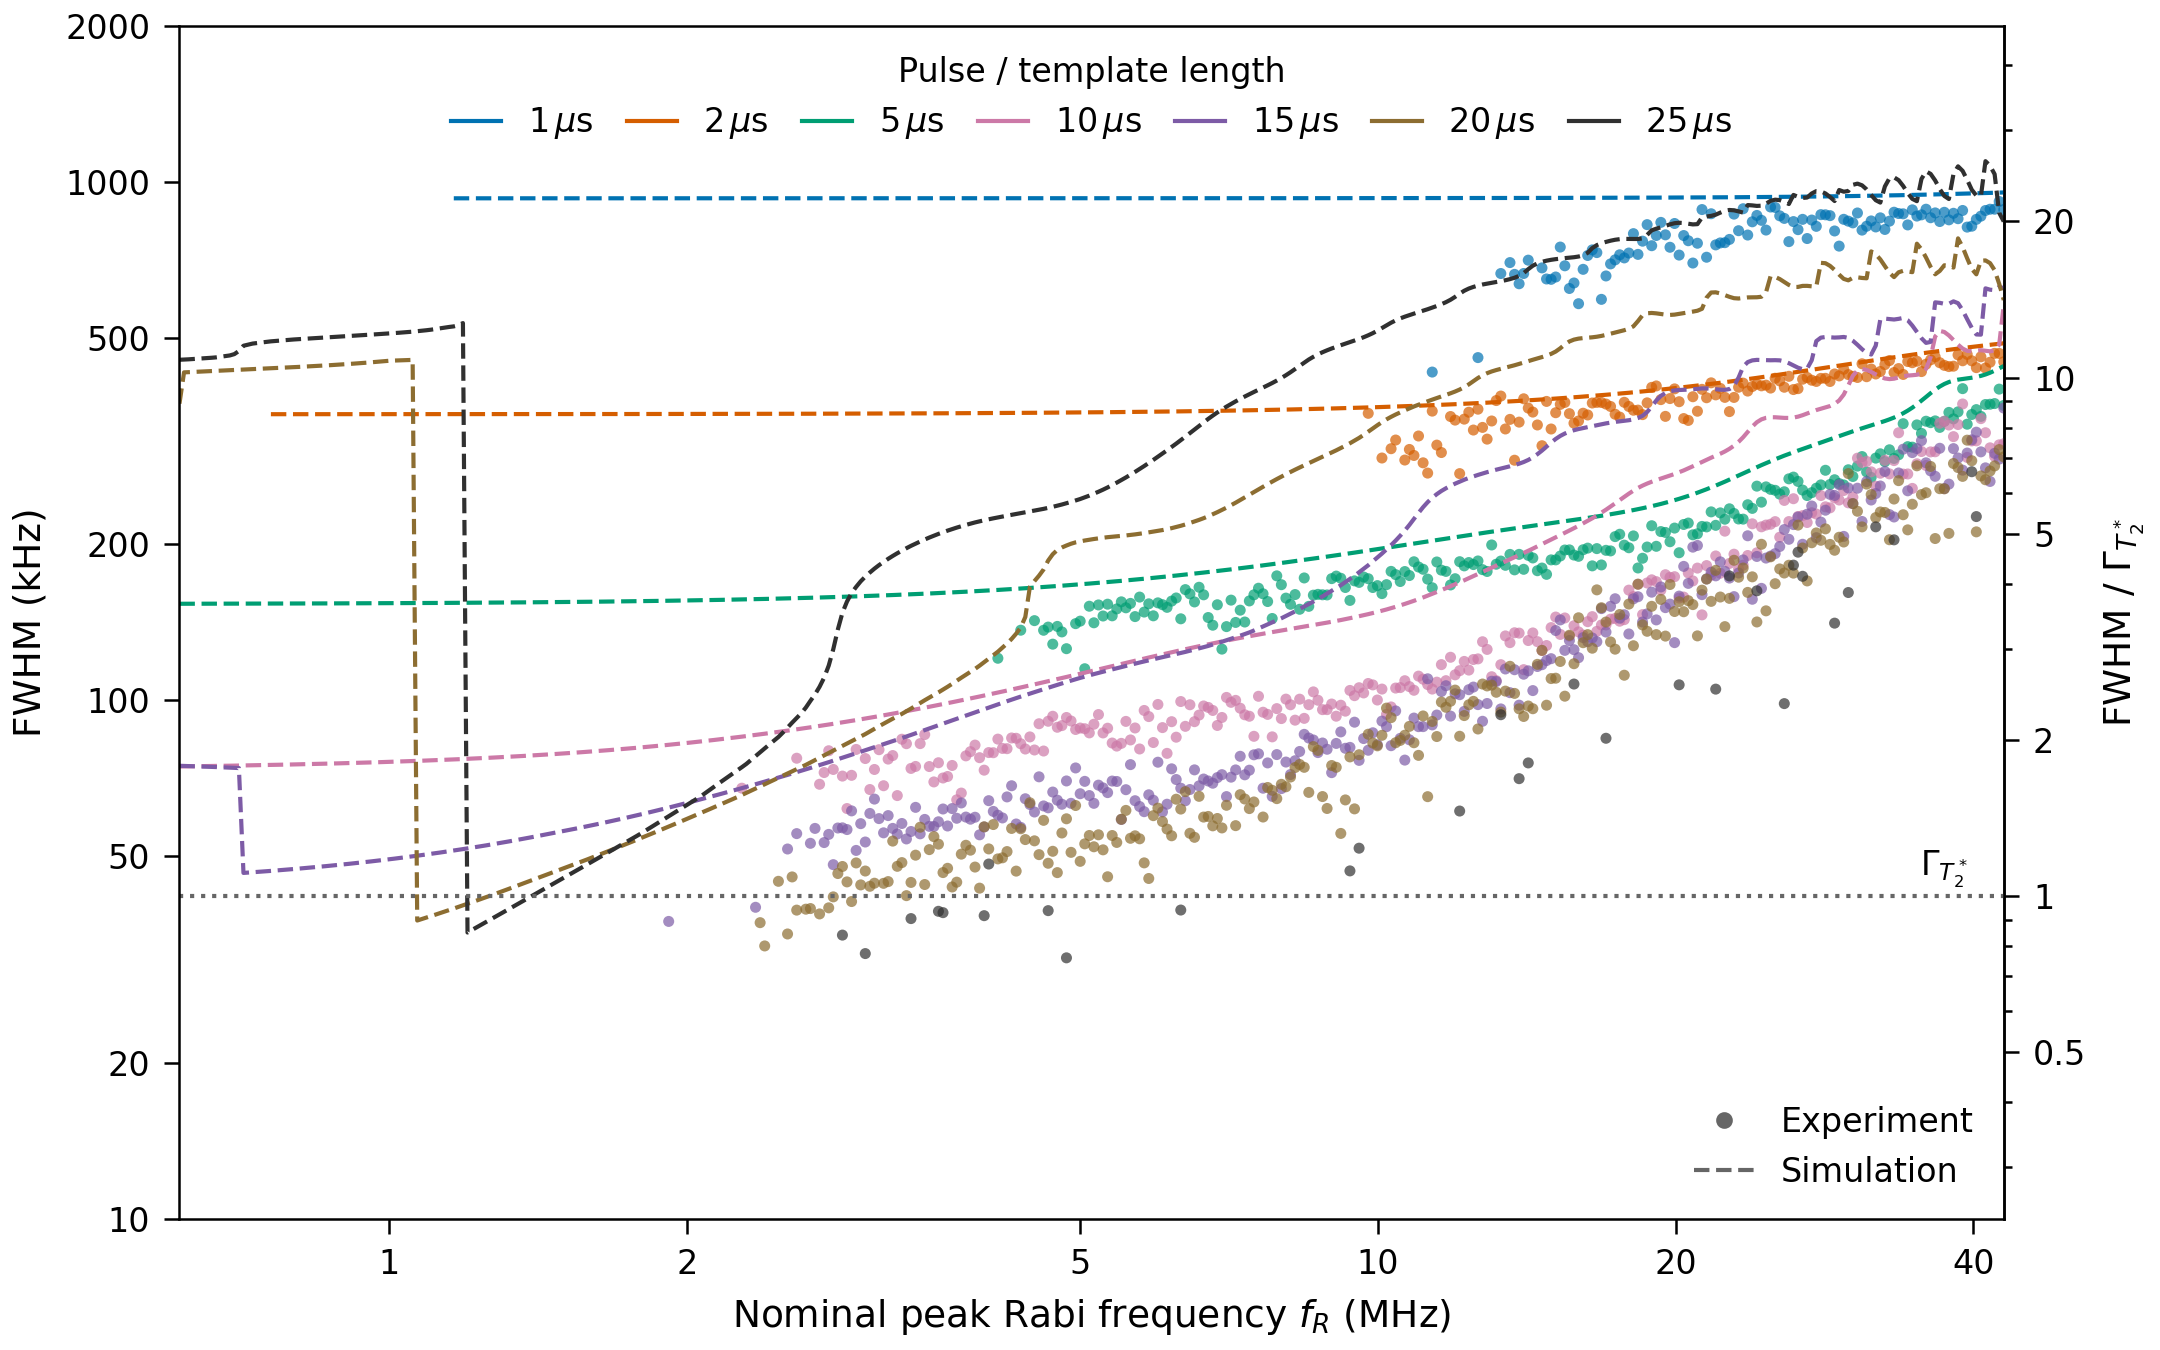 Pulse / template length
1 μs 2 μs 5 μs 10 μs 15 μs 20 μs 25 μs
FWHM (kHz)
2000
1000
500
200
100
50
20
10
FWHM / Γ_{T_2^*}
20
10
5
2
1
0.5
Γ_{T_2^*}
Experiment
Simulation
1 2 5 10 20 40
Nominal peak Rabi frequency f_R (MHz)